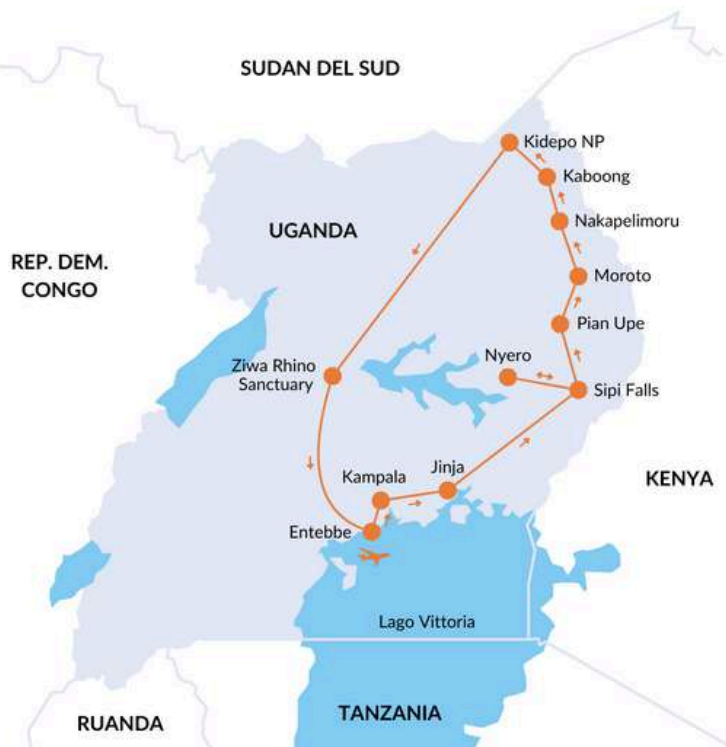 SUDAN DEL SUD
Kidepo NP
Kaboong
UGANDA
Nakapelimoru
REP. DEM.
CONGO
Moroto
Pian Upe
Nyero
Ziwa Rhino
Sanctuary
Sipi Falls
Jinja
Kampala
KENYA
Entebbe
Lago Vittoria
RUANDA
TANZANIA